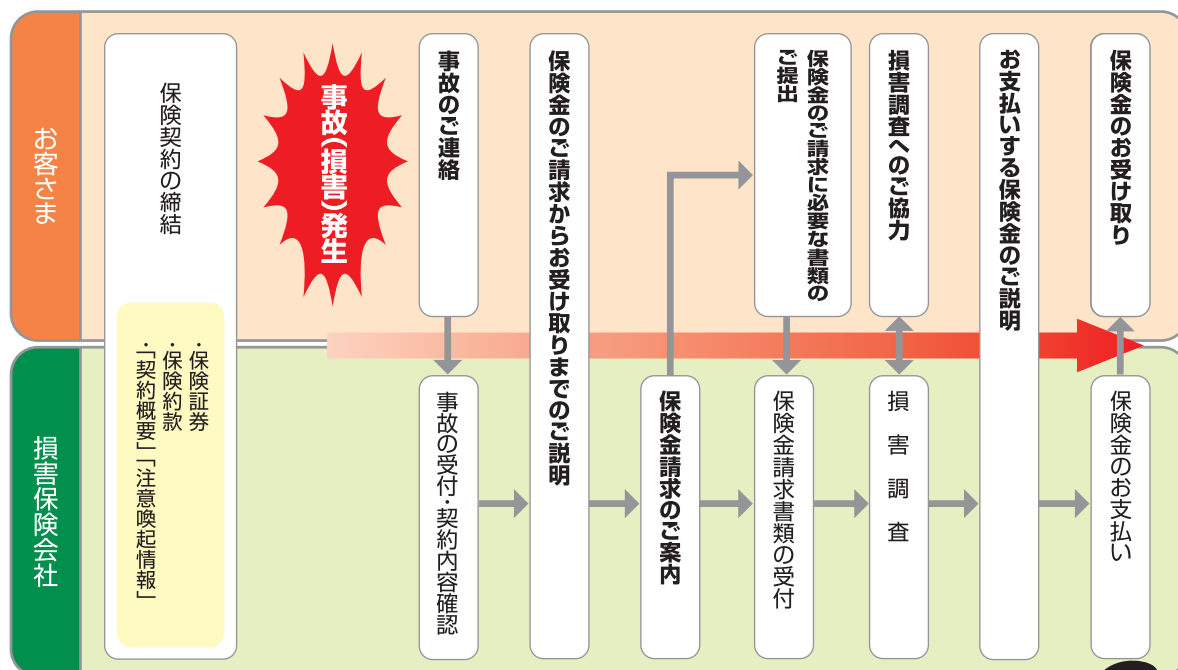 お客さま
損害保険会社
保険契約の締結
・保険証券
・保険約款
・「契約概要」「注意喚起情報」
事故(損害)発生
事故のご連絡
事故の受付・契約内容確認
保険金のご請求からお受け取りまでのご説明
保険金請求のご案内
保険金のご請求に必要な書類の
ご提出
保険金請求書類の受付
損害調査へのご協力
損害調査
お支払いする保険金のご説明
保険金のお受け取り
保険金のお支払い